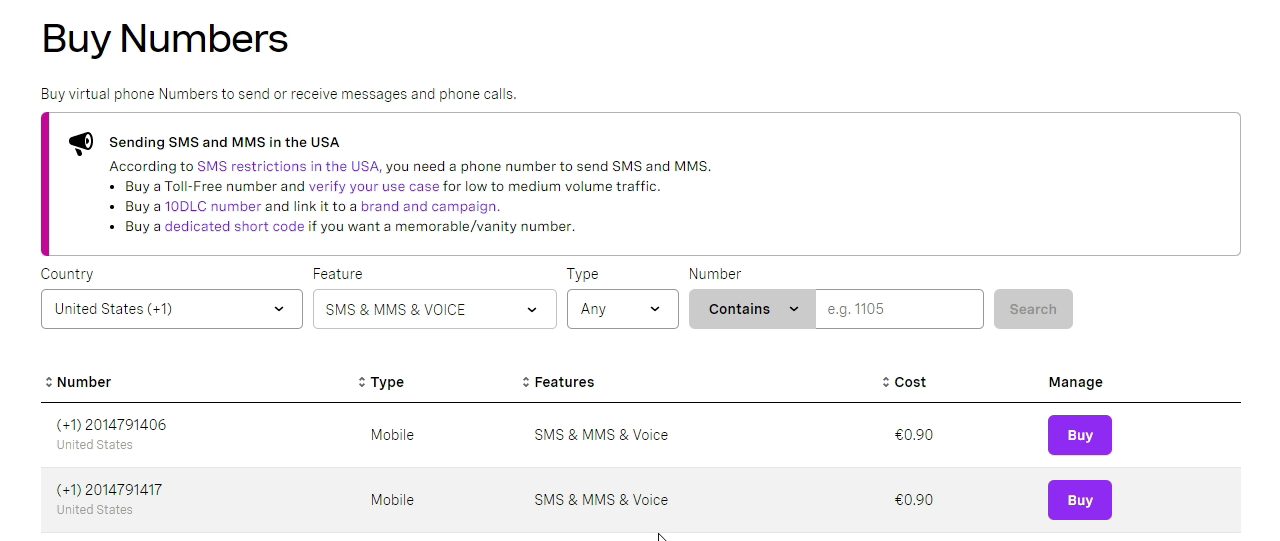 Buy Numbers
Buy virtual phone Numbers to send or receive messages and phone calls.
Sending SMS and MMS in the USA
According to SMS restrictions in the USA, you need a phone number to send SMS and MMS.
• Buy a Toll-Free number and verify your use case for low to medium volume traffic.
• Buy a 10DLC number and link it to a brand and campaign.
• Buy a dedicated short code if you want a memorable/vanity number.
Country Feature Type Number
United States (+1) SMS & MMS & VOICE Any Contains e.g. 1105 Search
Number Type Features Cost Manage
(+1) 2014791406
United States
Mobile SMS & MMS & Voice €0.90 Buy
(+1) 2014791417
United States
Mobile SMS & MMS & Voice €0.90 Buy